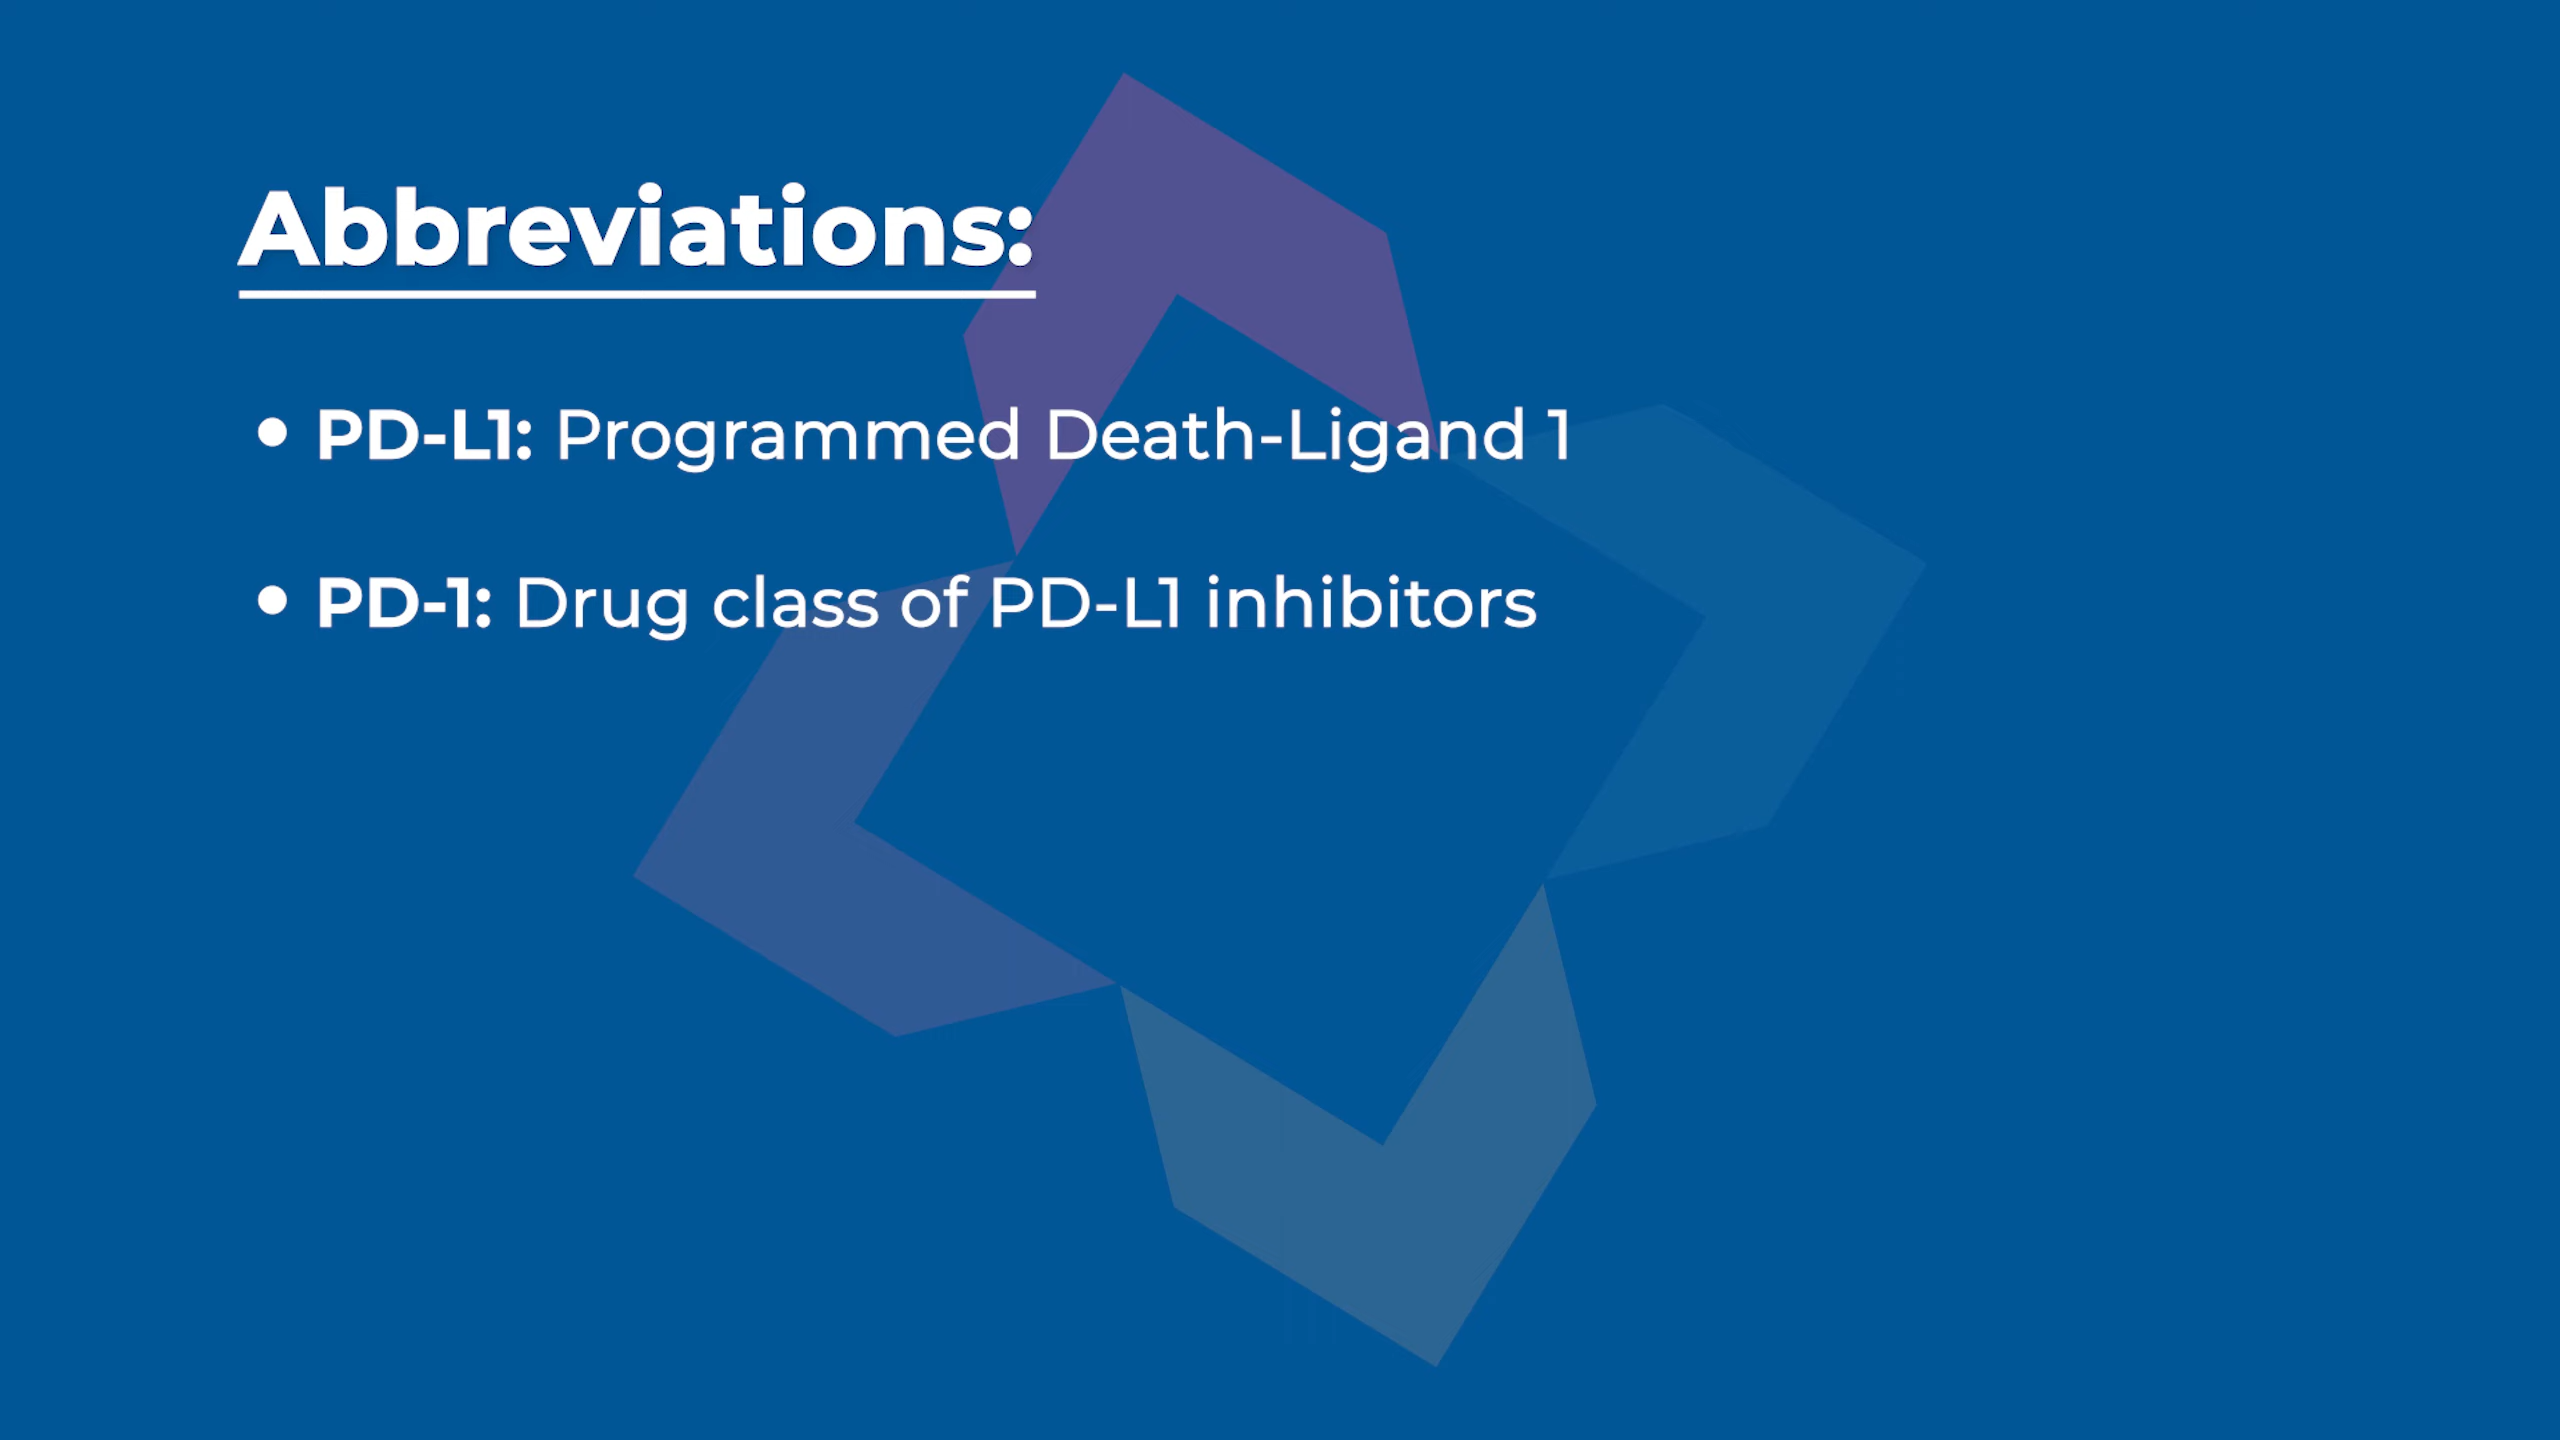 Abbreviations:
• PD-L1: Programmed Death-Ligand 1
• PD-1: Drug class of PD-L1 inhibitors